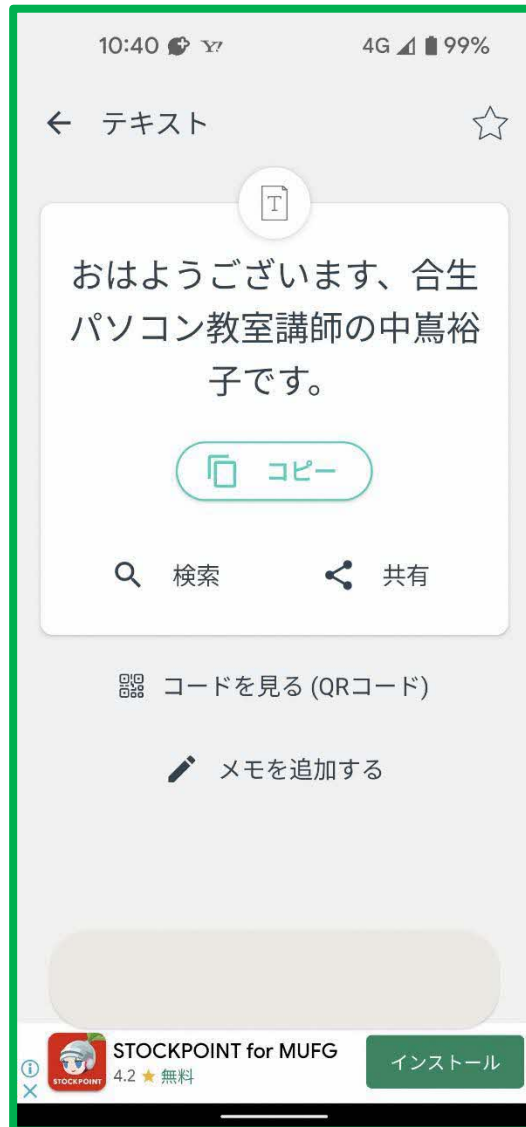 10:40 Y! 4G 99%
テキスト
T
おはようございます、合生
パソコン教室講師の中嶌裕
子です。
コピー
検索 共有
コードを見る (QRコード)
メモを追加する
STOCKPOINT for MUFG
4.2 ★ 無料
インストール
STOCKPOINT